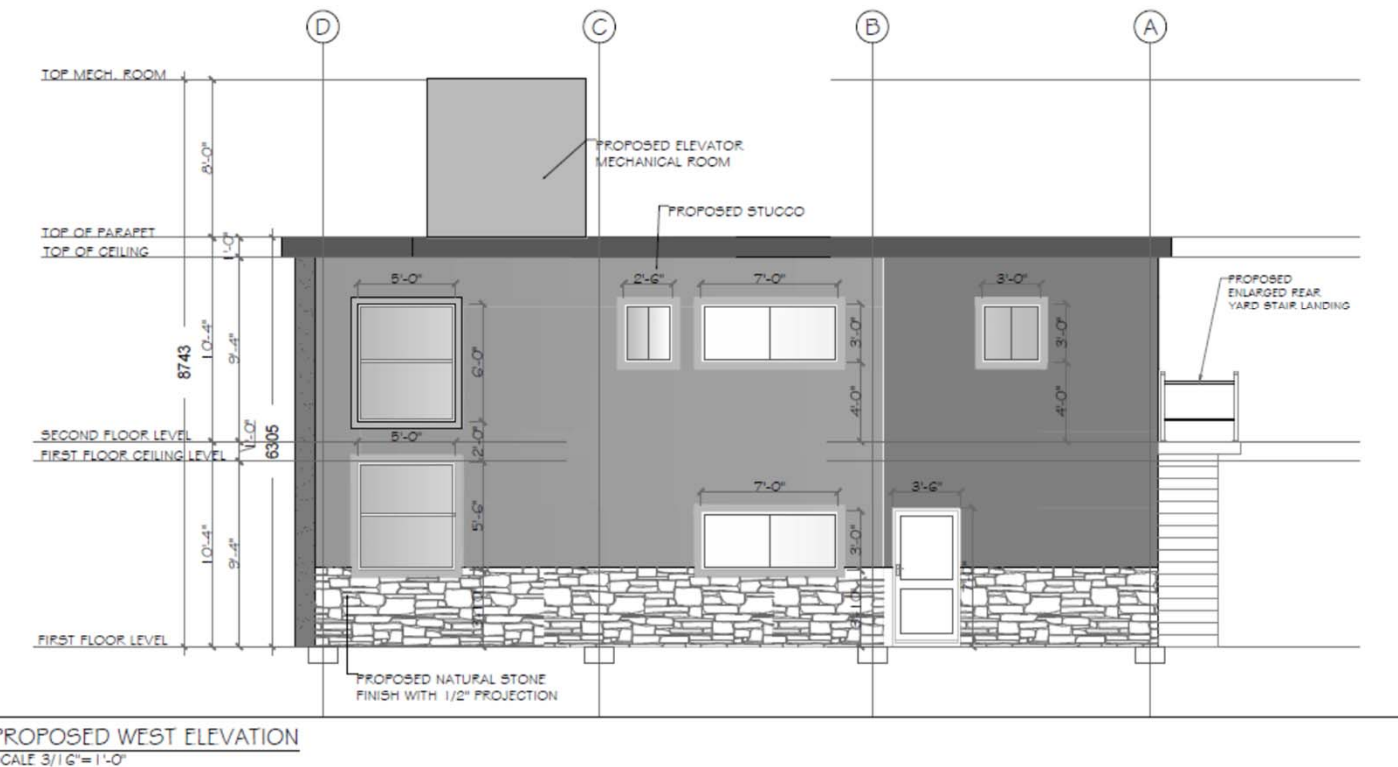 D C B A
TOP MECH. ROOM
8'-0"
PROPOSED ELEVATOR
MECHANICAL ROOM
PROPOSED STUCCO
TOP OF PARAPET
TOP OF CEILING
1'-0"
5'-0"
2'-6"
7'-0"
3'-0"
PROPOSED
ENLARGED REAR
YARD STAIR LANDING
8743
10'-4"
9'-4"
6'-0"
3'-0"
3'-0"
4'-0"
4'-0"
6305
SECOND FLOOR LEVEL
5'-0"
2'-0"
FIRST FLOOR CEILING LEVEL
7'-0"
3'-6"
10'-4"
9'-4"
5'-6"
3'-0"
FIRST FLOOR LEVEL
PROPOSED NATURAL STONE
FINISH WITH 1/2" PROJECTION
PROPOSED WEST ELEVATION
SCALE 3/16"=1'-0"